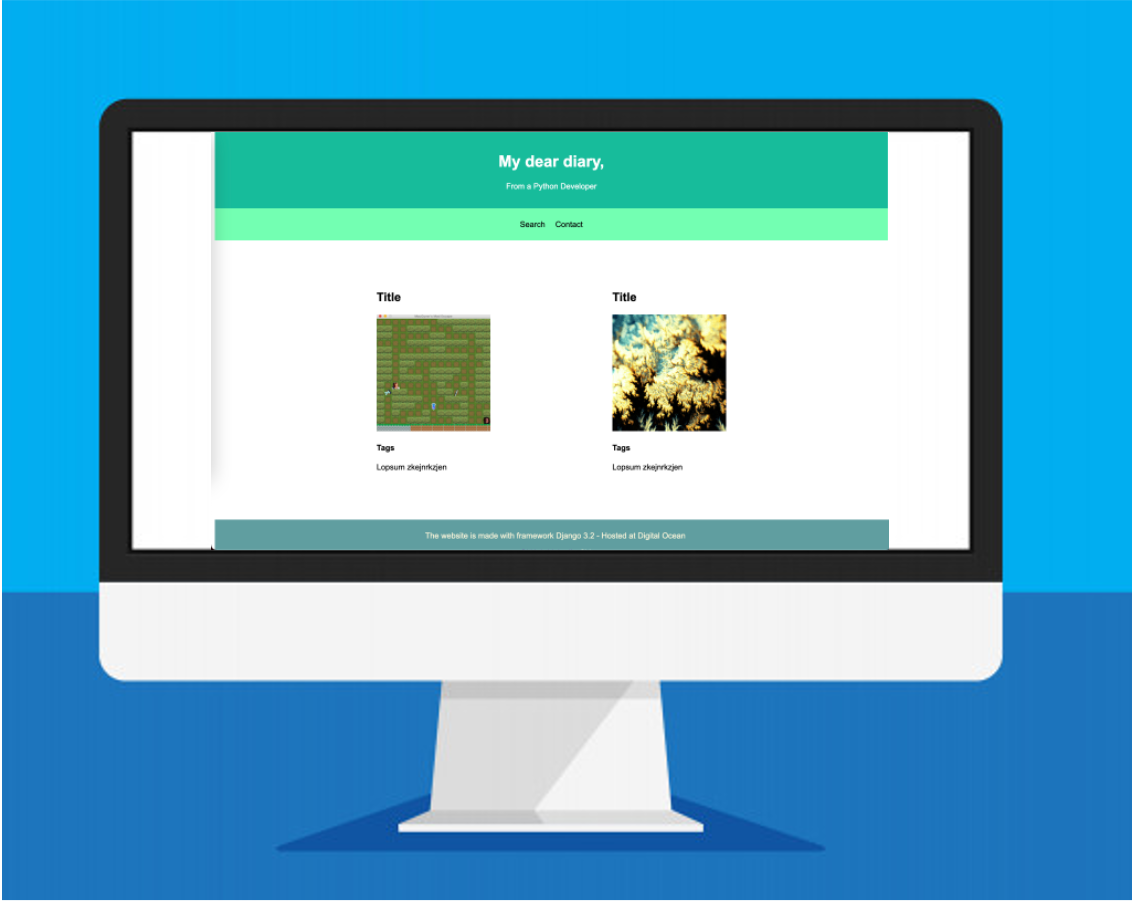 My dear diary,
From a Python Developer
Search Contact
Title
Title
Tags
Tags
Lopsum zkejnrkzjen
Lopsum zkejnrkzjen
The website is made with framework Django 3.2 - Hosted at Digital Ocean